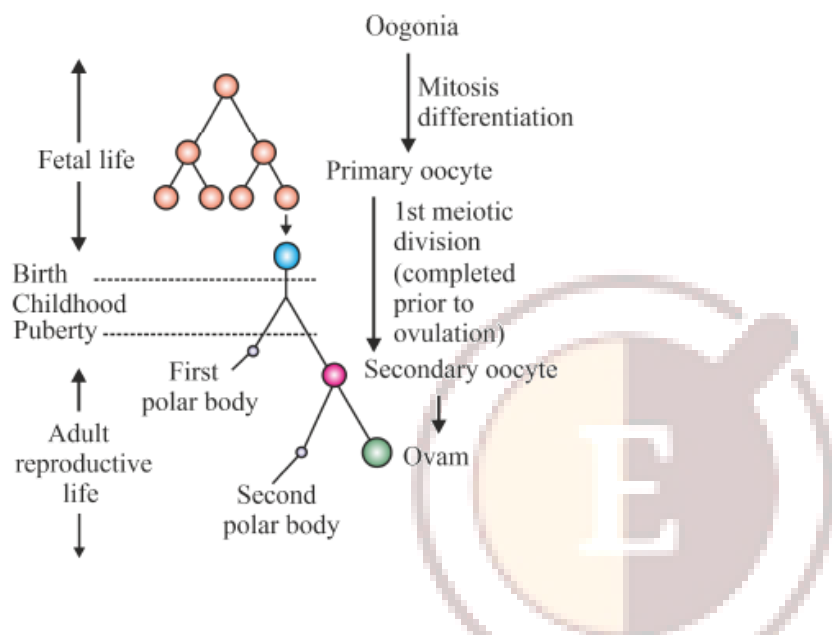 Oogonia
Mitosis
differentiation
Fetal life
Primary oocyte
1st meiotic
division
(completed
prior to
ovulation)
Birth
Childhood
Puberty
First
polar body
Secondary oocyte
Adult
reproductive
life
Ovam
Second
polar body
E